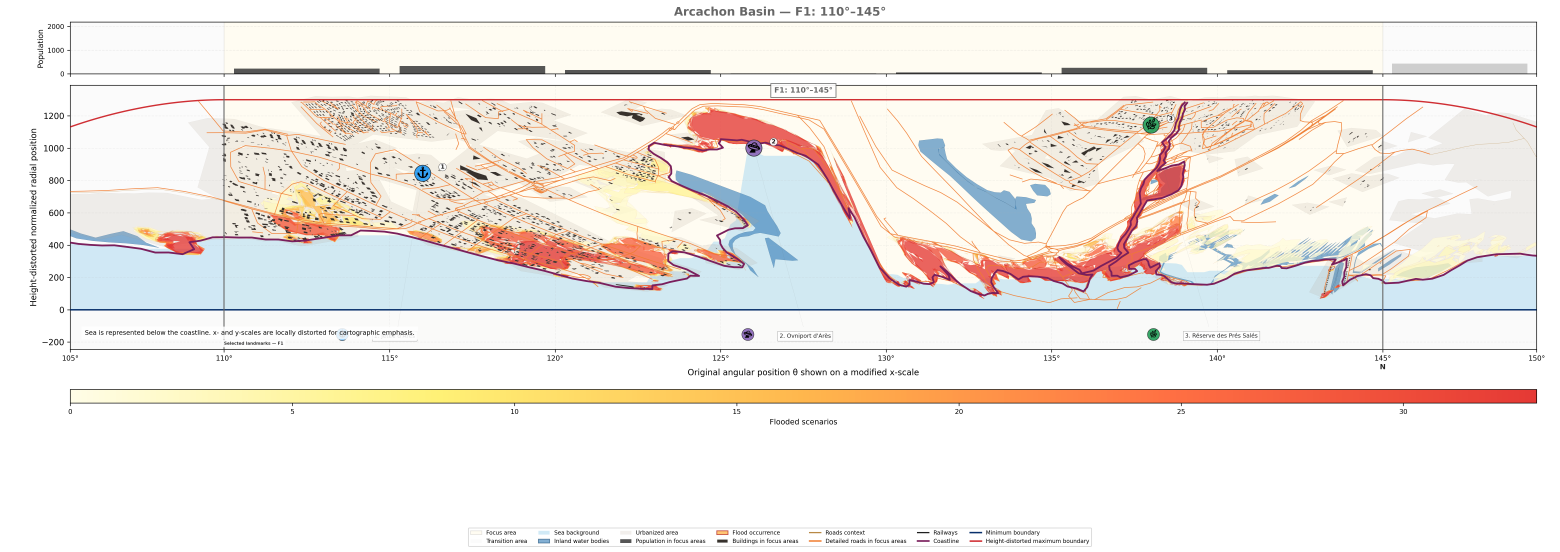 Arcachon Basin — F1: 110°–145°
Population
2000
1000
0
F1: 110°–145°
Height-distorted normalized radial position
1200
1000
800
600
400
200
0
−200
1
2
3
Sea is represented below the coastline. x- and y-scales are locally distorted for cartographic emphasis.
Selected landmarks — F1
2. Ovniport d'Arès
3. Réserve des Prés Salés
105° 110° 115° 120° 125° 130° 135° 140° 145° 150°
N
Original angular position θ shown on a modified x-scale
0 5 10 15 20 25 30
Flooded scenarios
Focus area Sea background Urbanized area Flood occurrence Roads context Railways Minimum boundary
Transition area Inland water bodies Population in focus areas Buildings in focus areas Detailed roads in focus areas Coastline Height-distorted maximum boundary